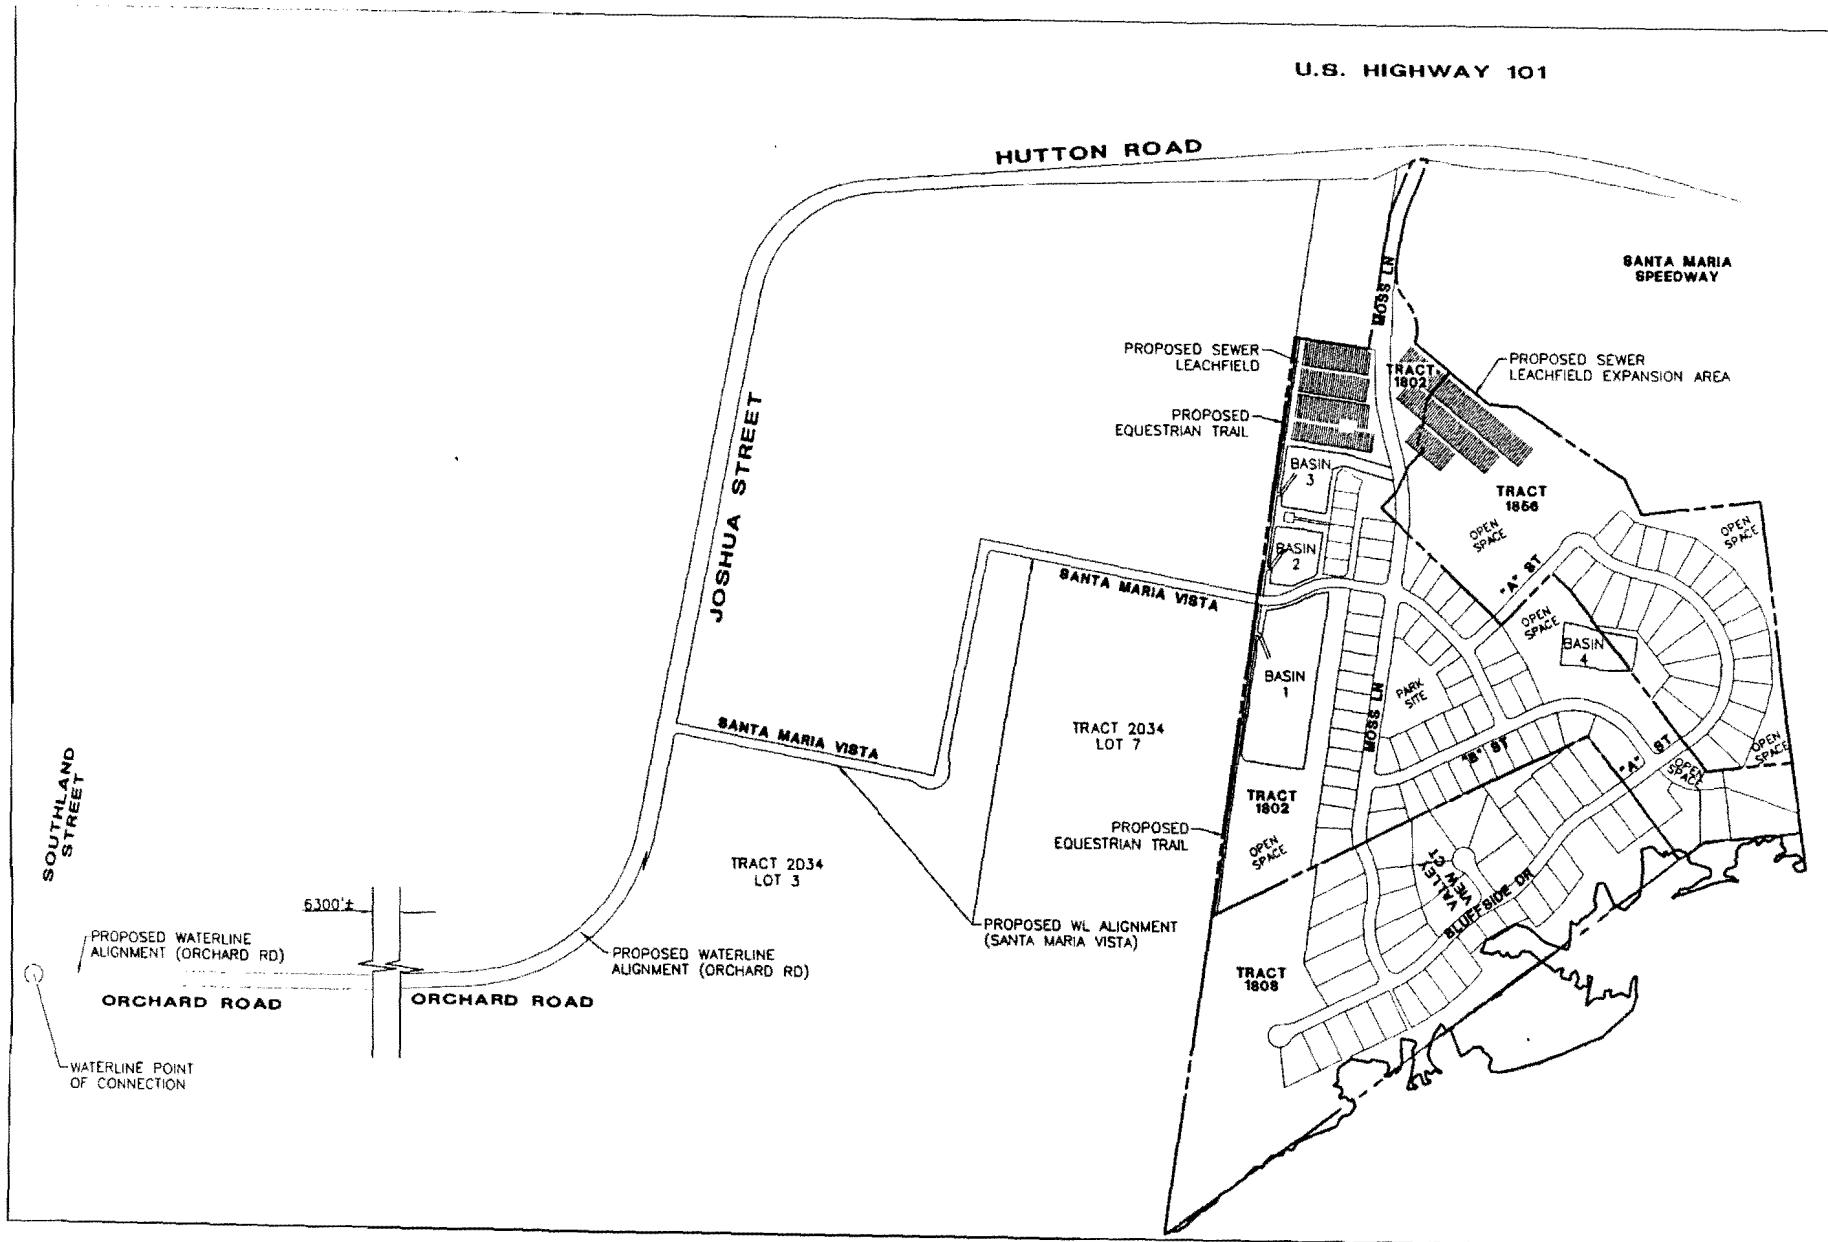 U.S. HIGHWAY 101
HUTTON ROAD
SANTA MARIA
SPEEDWAY
MOSS LN
PROPOSED SEWER
LEACHFIELD
TRACT
1802
PROPOSED SEWER
LEACHFIELD EXPANSION AREA
PROPOSED
EQUESTRIAN TRAIL
JOSHUA STREET
BASIN
3
TRACT
1856
OPEN
SPACE
OPEN
SPACE
BASIN
2
"A" ST
SANTA MARIA VISTA
OPEN
SPACE
BASIN
4
BASIN
1
PARK
SITE
MOSS LN
TRACT 2034
LOT 7
SANTA MARIA VISTA
"B" ST
"A" ST
OPEN
SPACE
OPEN
SPACE
SOUTHLAND
STREET
TRACT
1802
PROPOSED
EQUESTRIAN TRAIL
OPEN
SPACE
TRACT 2034
LOT 3
VALLEY
VIEW CT
BLUFFSIDE DR
6300'±
PROPOSED WATERLINE
ALIGNMENT (ORCHARD RD)
PROPOSED WATERLINE
ALIGNMENT (ORCHARD RD)
PROPOSED WL ALIGNMENT
(SANTA MARIA VISTA)
TRACT
1808
ORCHARD ROAD
ORCHARD ROAD
WATERLINE POINT
OF CONNECTION